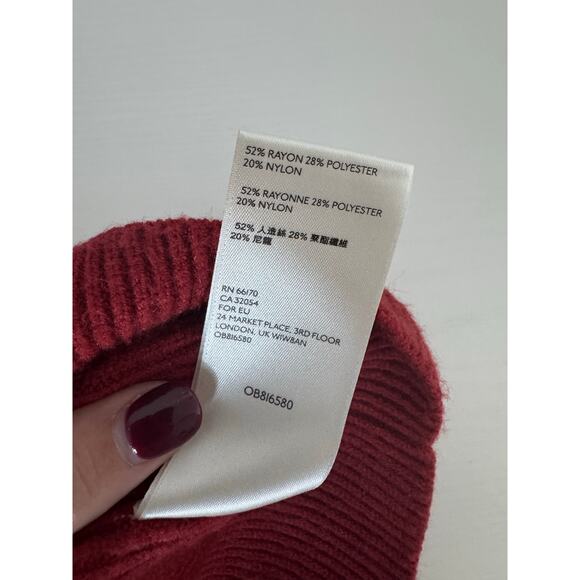 52% RAYON 28% POLYESTER
20% NYLON
52% RAYONNE 28% POLYESTER
20% NYLON
52% 人造絲 28% 聚酯纖維
20% 尼龍
RN 66170
CA 32054
FOR EU
24 MARKET PLACE, 3RD FLOOR
LONDON, UK W1W8AN
OB816580
OB816580